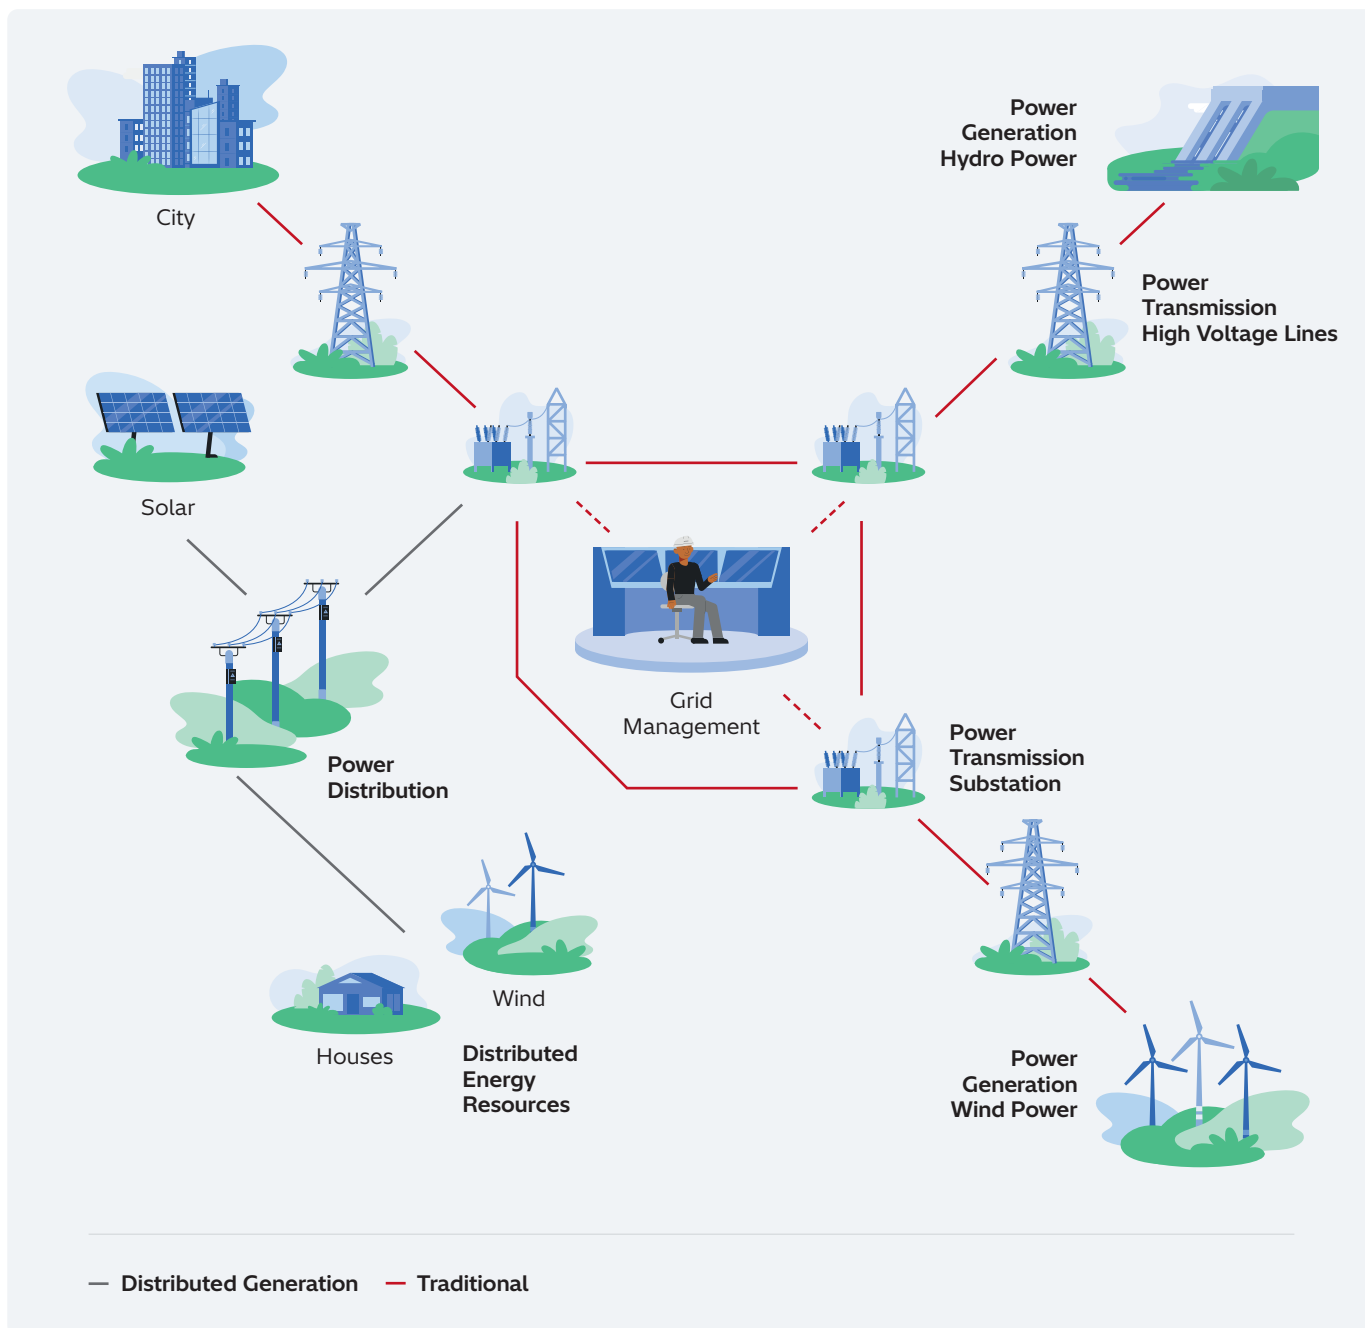 City
Power
Generation
Hydro Power
Power
Transmission
High Voltage Lines
Solar
Grid
Management
Power
Transmission
Substation
Power
Distribution
Wind
Houses
Distributed
Energy
Resources
Power
Generation
Wind Power
Distributed Generation
Traditional